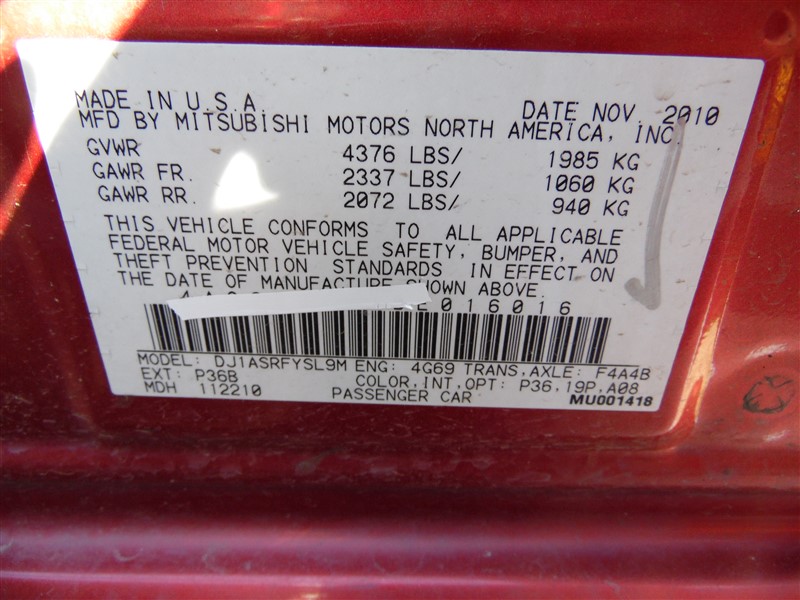 MADE IN U.S.A. DATE NOV. 2010
MFD BY MITSUBISHI MOTORS NORTH AMERICA, INC.
GVWR 4376 LBS/ 1985 KG
GAWR FR. 2337 LBS/ 1060 KG
GAWR RR. 2072 LBS/ 940 KG
THIS VEHICLE CONFORMS TO ALL APPLICABLE
FEDERAL MOTOR VEHICLE SAFETY, BUMPER, AND
THEFT PREVENTION STANDARDS IN EFFECT ON
THE DATE OF MANUFACTURE SHOWN ABOVE.
E016016
MODEL: DJ1ASRFYSL9M ENG: 4G69 TRANS,AXLE: F4A4B
EXT: P36B COLOR,INT,OPT: P36,19P,A08
MDH 112210 PASSENGER CAR MU001418